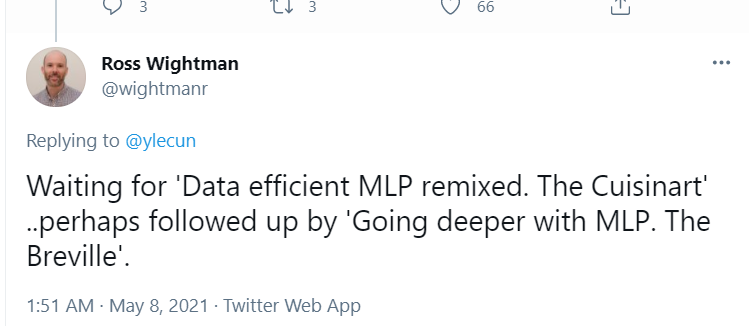 3 3 66
Ross Wightman
@wightmanr
Replying to @ylecun
Waiting for 'Data efficient MLP remixed. The Cuisinart'
..perhaps followed up by 'Going deeper with MLP. The
Breville'.
1:51 AM · May 8, 2021 · Twitter Web App